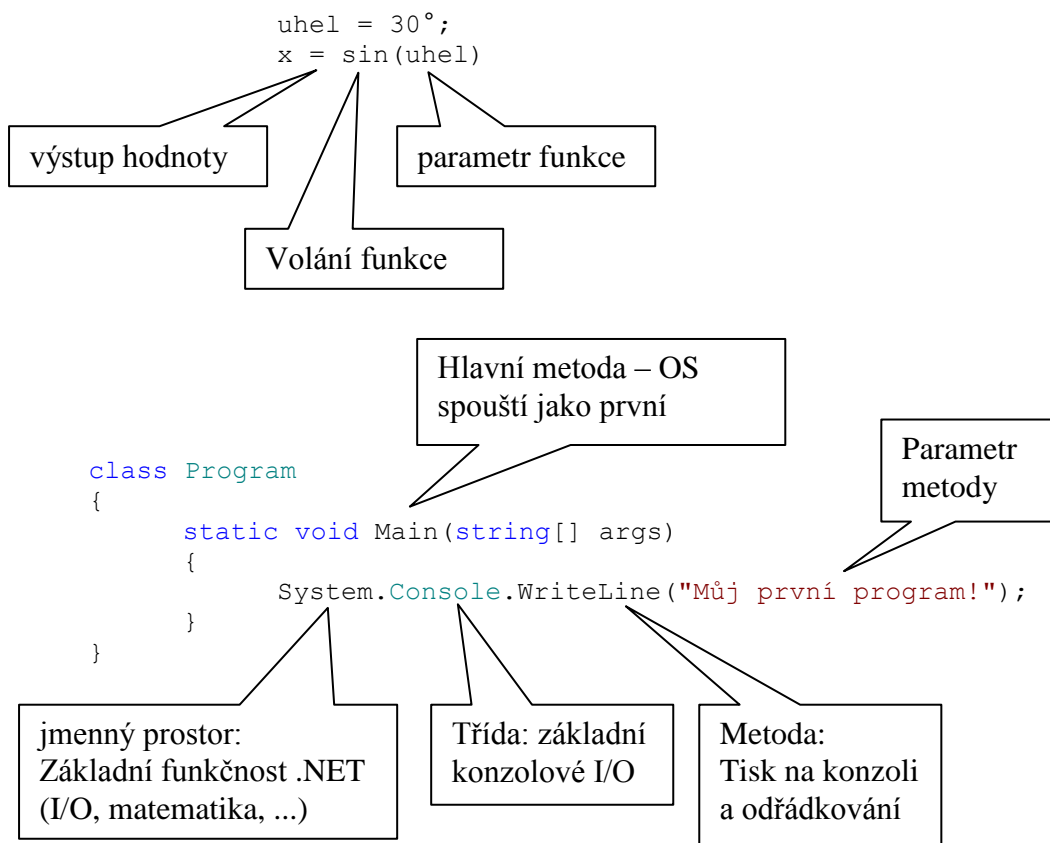 uhel = 30°;
x = sin(uhel)
výstup hodnoty
parametr funkce
Volání funkce
Hlavní metoda – OS
spouští jako první
Parametr
metody
class Program
{
static void Main(string[] args)
{
System.Console.WriteLine("Můj první program!");
}
}
jmenný prostor:
Základní funkčnost .NET
(I/O, matematika, ...)
Třída: základní
konzolové I/O
Metoda:
Tisk na konzoli
a odřádkování